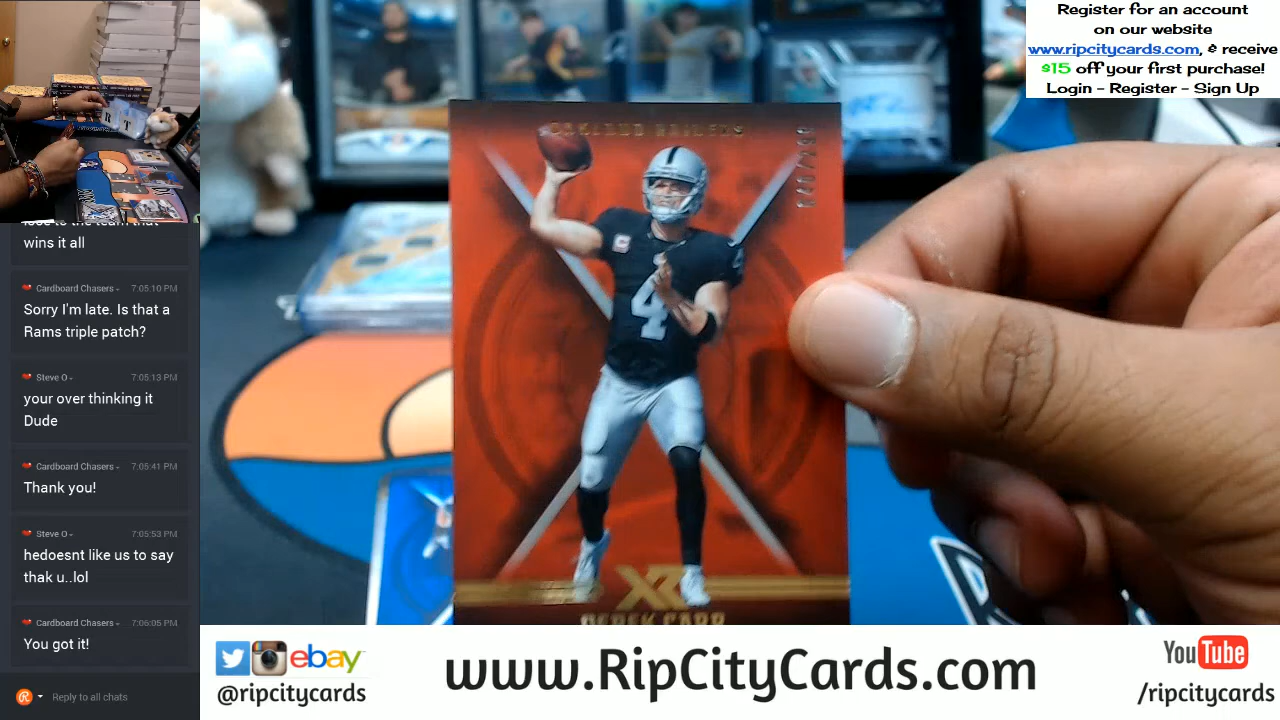 Register for an account
on our website
www.ripcitycards.com, & receive
$15 off your first purchase!
Login - Register - Sign Up
wins it all
Cardboard Chasers 7:05:10 PM
Sorry I'm late. Is that a
Rams triple patch?
Steve O 7:05:13 PM
your over thinking it
Dude
Cardboard Chasers 7:05:41 PM
Thank you!
Steve O 7:05:53 PM
hedoesnt like us to say
thak u..lol
Cardboard Chasers 7:06:05 PM
You got it!
Reply to all chats
OAKLAND RAIDERS
4
XR
DEREK CARR
ebay
@ripcitycards
www.RipCityCards.com
YouTube
/ripcitycards